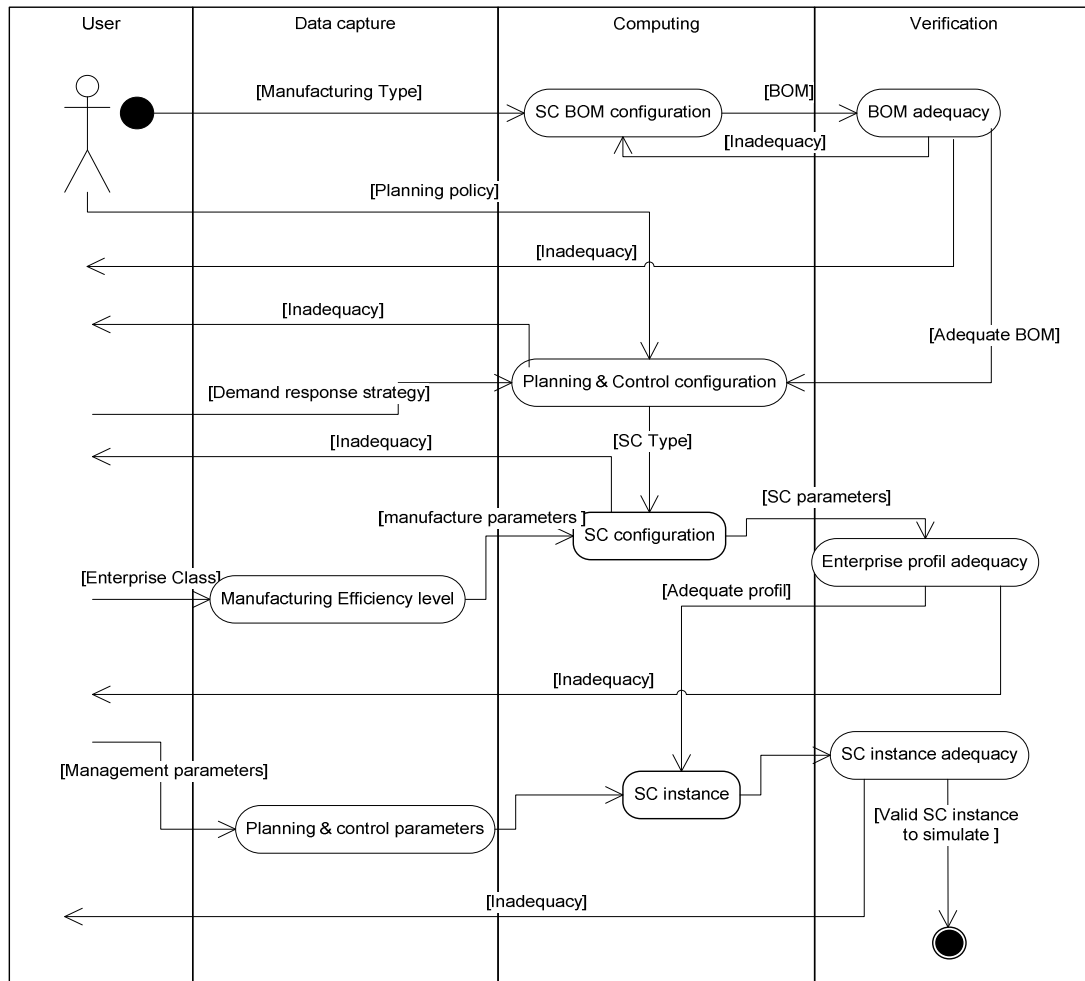 User
Data capture
Computing
Verification
[Manufacturing Type]
SC BOM configuration
[BOM]
BOM adequacy
[Inadequacy]
[Planning policy]
[Inadequacy]
[Inadequacy]
[Adequate BOM]
Planning & Control configuration
[Demand response strategy]
[Inadequacy]
[SC Type]
[SC parameters]
[manufacture parameters ]
SC configuration
Enterprise profil adequacy
[Enterprise Class]
Manufacturing Efficiency level
[Adequate profil]
[Inadequacy]
[Management parameters]
SC instance adequacy
SC instance
Planning & control parameters
[Valid SC instance
to simulate ]
[Inadequacy]